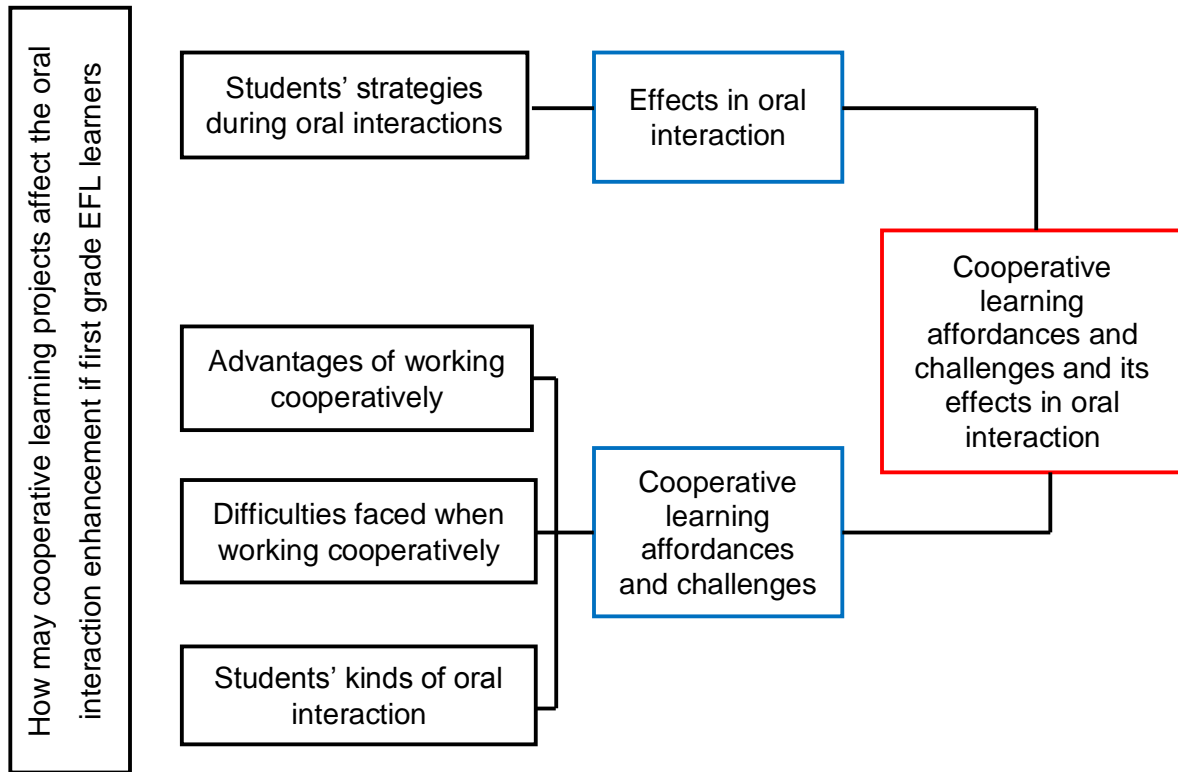 How may cooperative learning projects affect the oral
interaction enhancement if first grade EFL learners
Students’ strategies
during oral interactions
Effects in oral
interaction
Cooperative
learning
affordances and
challenges and its
effects in oral
interaction
Advantages of working
cooperatively
Difficulties faced when
working cooperatively
Cooperative
learning
affordances
and challenges
Students’ kinds of oral
interaction